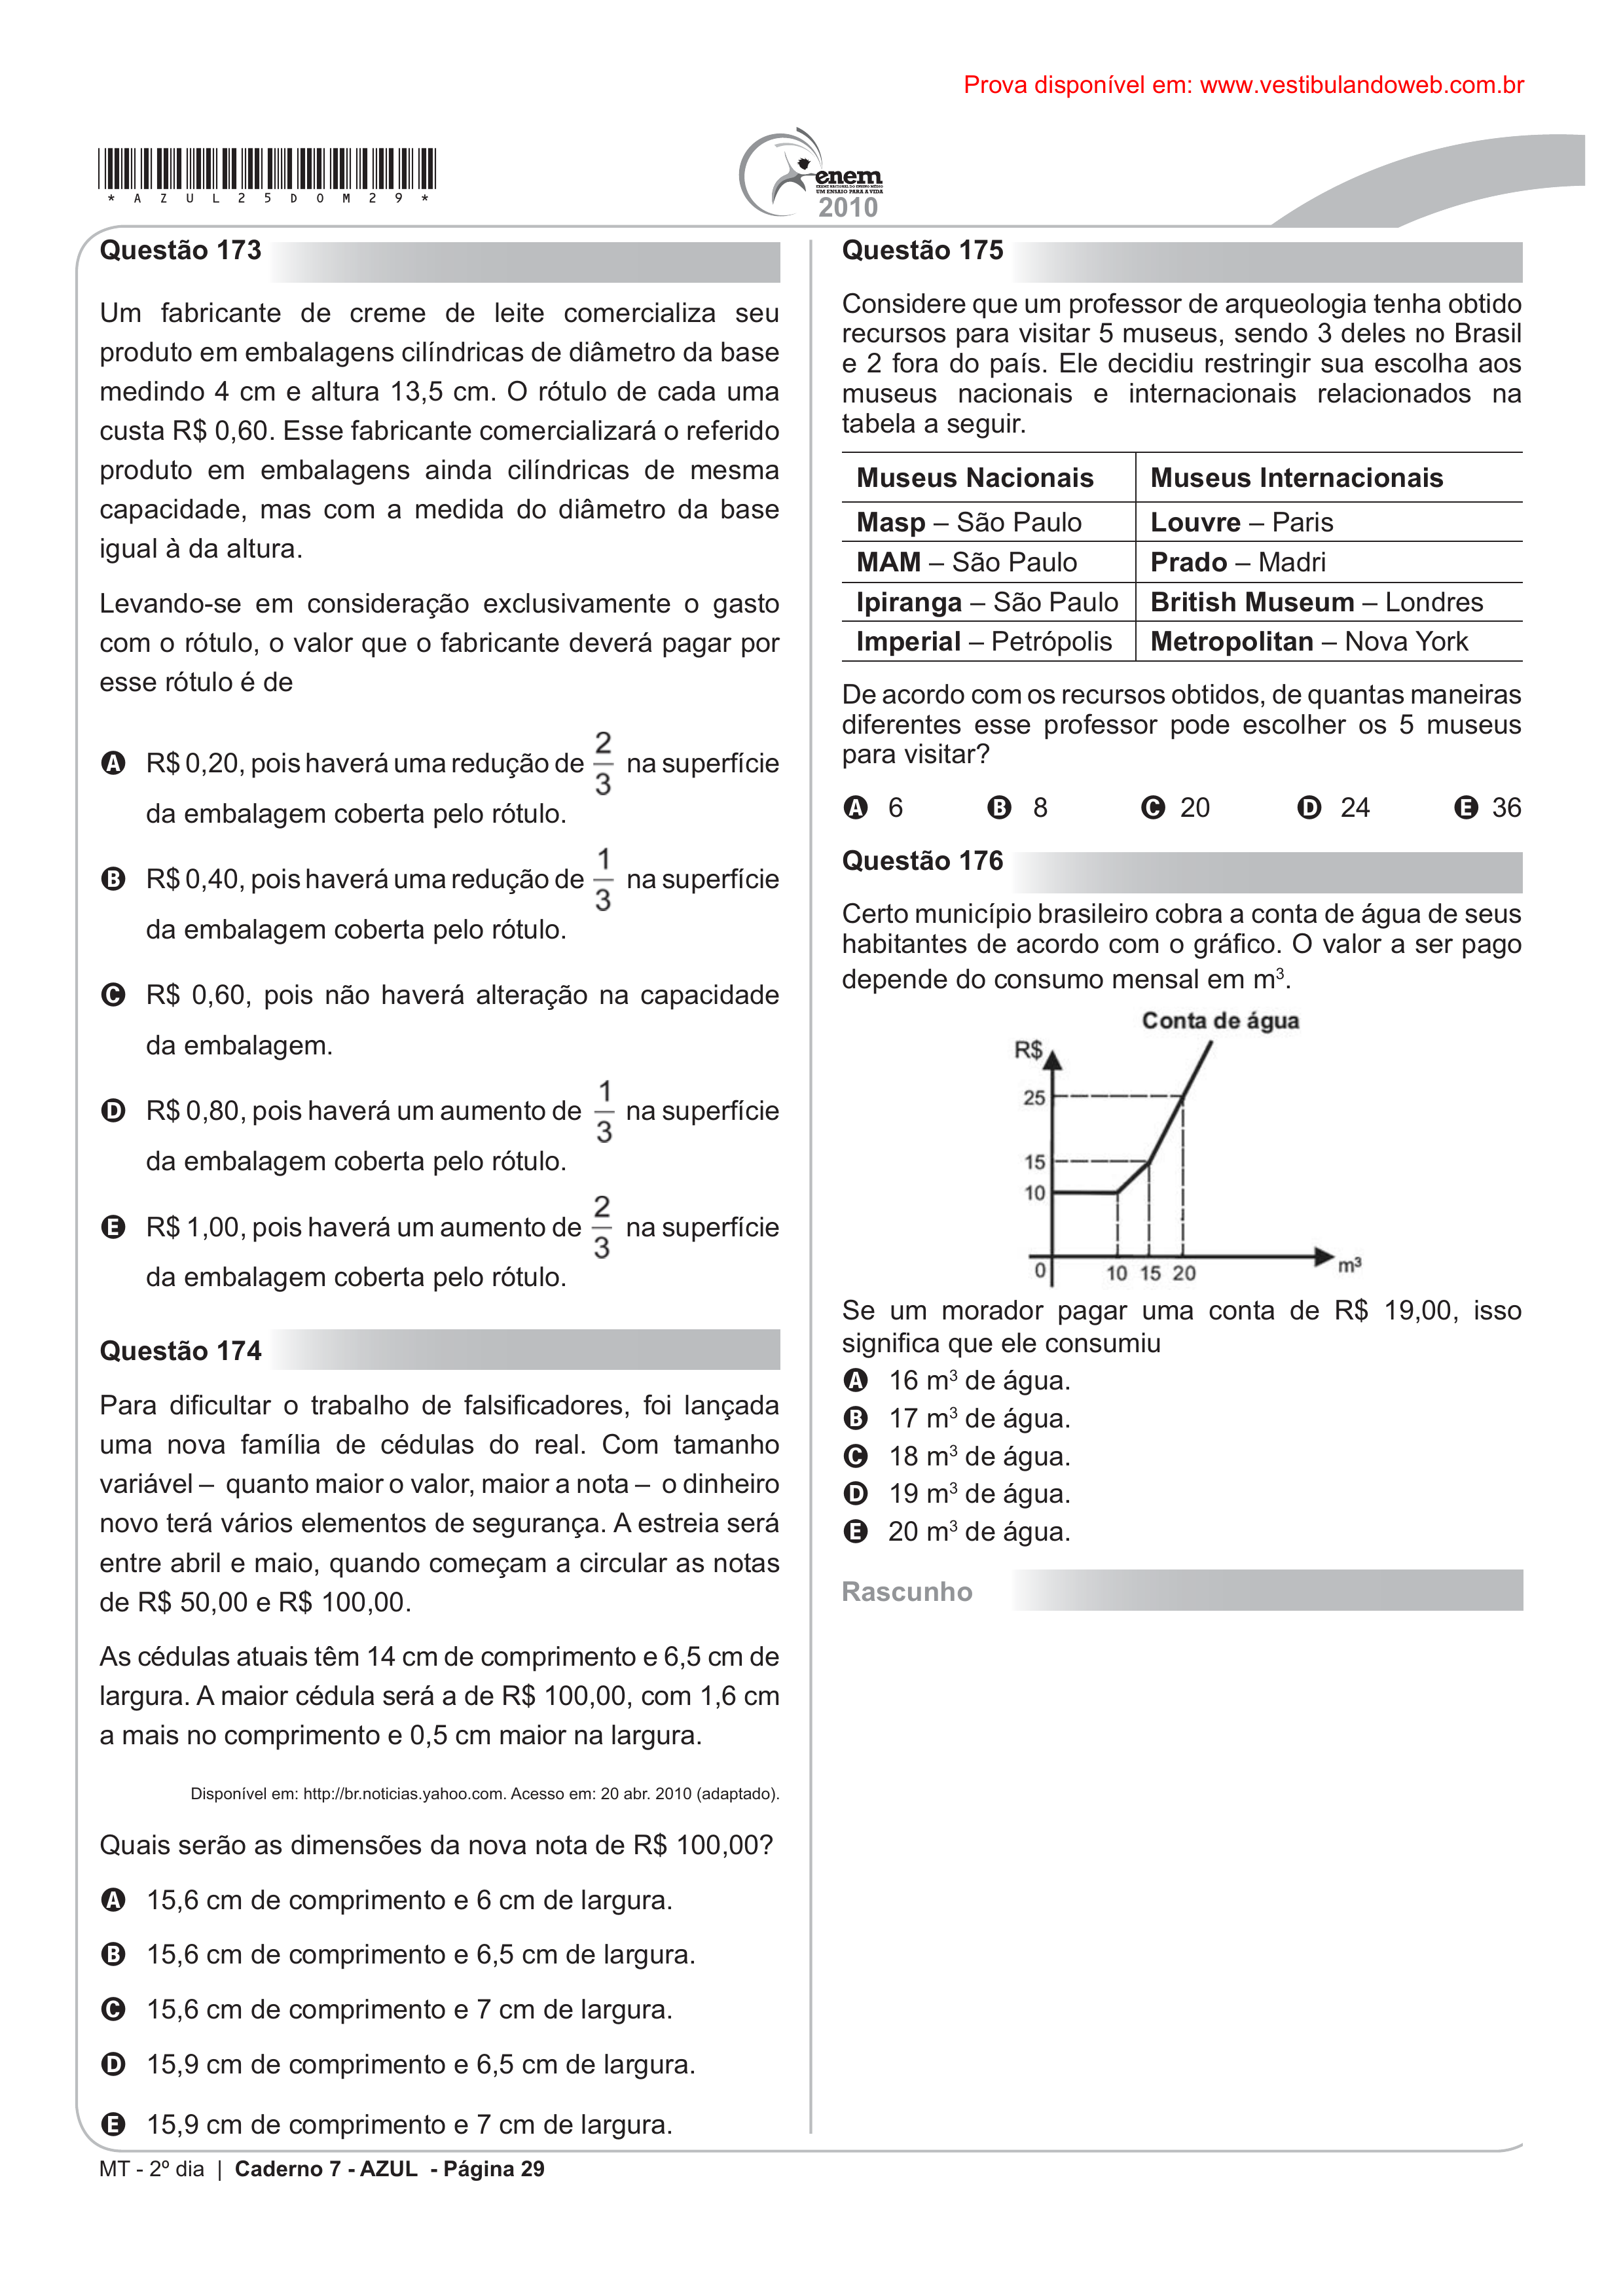 Prova disponível em: www.vestibulandoweb.com.br
* A Z U L 2 5 D O M 2 9 *
enem
EXAME NACIONAL DO ENSINO MÉDIO
UM ENSAIO PARA A VIDA
2010
Questão 173
Um fabricante de creme de leite comercializa seu
produto em embalagens cilíndricas de diâmetro da base
medindo 4 cm e altura 13,5 cm. O rótulo de cada uma
custa R$ 0,60. Esse fabricante comercializará o referido
produto em embalagens ainda cilíndricas de mesma
capacidade, mas com a medida do diâmetro da base
igual à da altura.
Levando-se em consideração exclusivamente o gasto
com o rótulo, o valor que o fabricante deverá pagar por
esse rótulo é de
A R$ 0,20, pois haverá uma redução de 2/3 na superfície
da embalagem coberta pelo rótulo.
B R$ 0,40, pois haverá uma redução de 1/3 na superfície
da embalagem coberta pelo rótulo.
C R$ 0,60, pois não haverá alteração na capacidade
da embalagem.
D R$ 0,80, pois haverá um aumento de 1/3 na superfície
da embalagem coberta pelo rótulo.
E R$ 1,00, pois haverá um aumento de 2/3 na superfície
da embalagem coberta pelo rótulo.
Questão 174
Para dificultar o trabalho de falsificadores, foi lançada
uma nova família de cédulas do real. Com tamanho
variável – quanto maior o valor, maior a nota – o dinheiro
novo terá vários elementos de segurança. A estreia será
entre abril e maio, quando começam a circular as notas
de R$ 50,00 e R$ 100,00.
As cédulas atuais têm 14 cm de comprimento e 6,5 cm de
largura. A maior cédula será a de R$ 100,00, com 1,6 cm
a mais no comprimento e 0,5 cm maior na largura.
Disponível em: http://br.noticias.yahoo.com. Acesso em: 20 abr. 2010 (adaptado).
Quais serão as dimensões da nova nota de R$ 100,00?
A 15,6 cm de comprimento e 6 cm de largura.
B 15,6 cm de comprimento e 6,5 cm de largura.
C 15,6 cm de comprimento e 7 cm de largura.
D 15,9 cm de comprimento e 6,5 cm de largura.
E 15,9 cm de comprimento e 7 cm de largura.
Questão 175
Considere que um professor de arqueologia tenha obtido
recursos para visitar 5 museus, sendo 3 deles no Brasil
e 2 fora do país. Ele decidiu restringir sua escolha aos
museus nacionais e internacionais relacionados na
tabela a seguir.
Museus Nacionais Museus Internacionais
Masp – São Paulo Louvre – Paris
MAM – São Paulo Prado – Madri
Ipiranga – São Paulo British Museum – Londres
Imperial – Petrópolis Metropolitan – Nova York
De acordo com os recursos obtidos, de quantas maneiras
diferentes esse professor pode escolher os 5 museus
para visitar?
A 6 B 8 C 20 D 24 E 36
Questão 176
Certo município brasileiro cobra a conta de água de seus
habitantes de acordo com o gráfico. O valor a ser pago
depende do consumo mensal em m³.
Conta de água
R$
25
15
10
0 10 15 20 m³
Se um morador pagar uma conta de R$ 19,00, isso
significa que ele consumiu
A 16 m³ de água.
B 17 m³ de água.
C 18 m³ de água.
D 19 m³ de água.
E 20 m³ de água.
Rascunho
MT - 2º dia | Caderno 7 - AZUL - Página 29